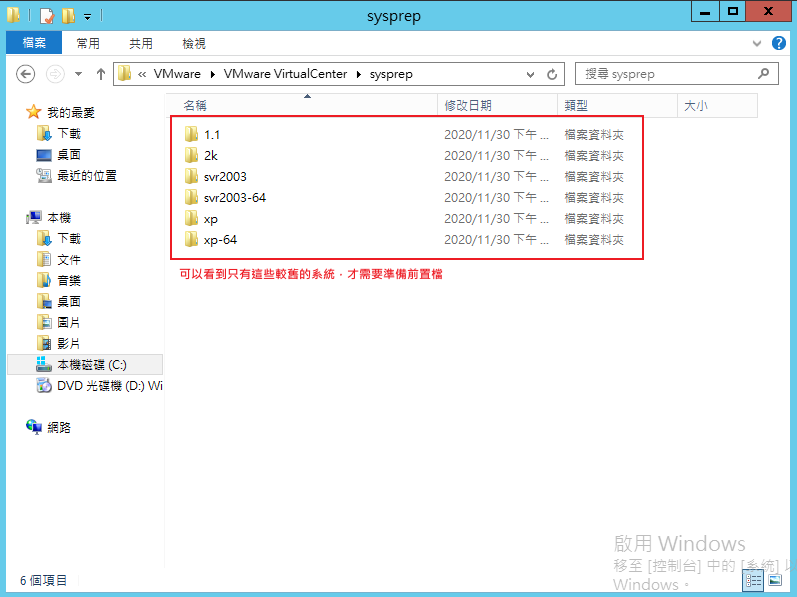 sysprep
檔案 常用 共用 檢視
« VMware VMware VirtualCenter sysprep 搜尋 sysprep
名稱 修改日期 類型 大小
我的最愛
下載
桌面
最近的位置
本機
下載
文件
音樂
桌面
圖片
影片
本機磁碟 (C:)
DVD 光碟機 (D:) Wi
網路
1.1 2020/11/30 下午 ... 檔案資料夾
2k 2020/11/30 下午 ... 檔案資料夾
svr2003 2020/11/30 下午 ... 檔案資料夾
svr2003-64 2020/11/30 下午 ... 檔案資料夾
xp 2020/11/30 下午 ... 檔案資料夾
xp-64 2020/11/30 下午 ... 檔案資料夾
可以看到只有這些較舊的系統，才需要準備前置檔
啟用 Windows
移至 [控制台] 中的 [系統] 以
Windows。
6 個項目